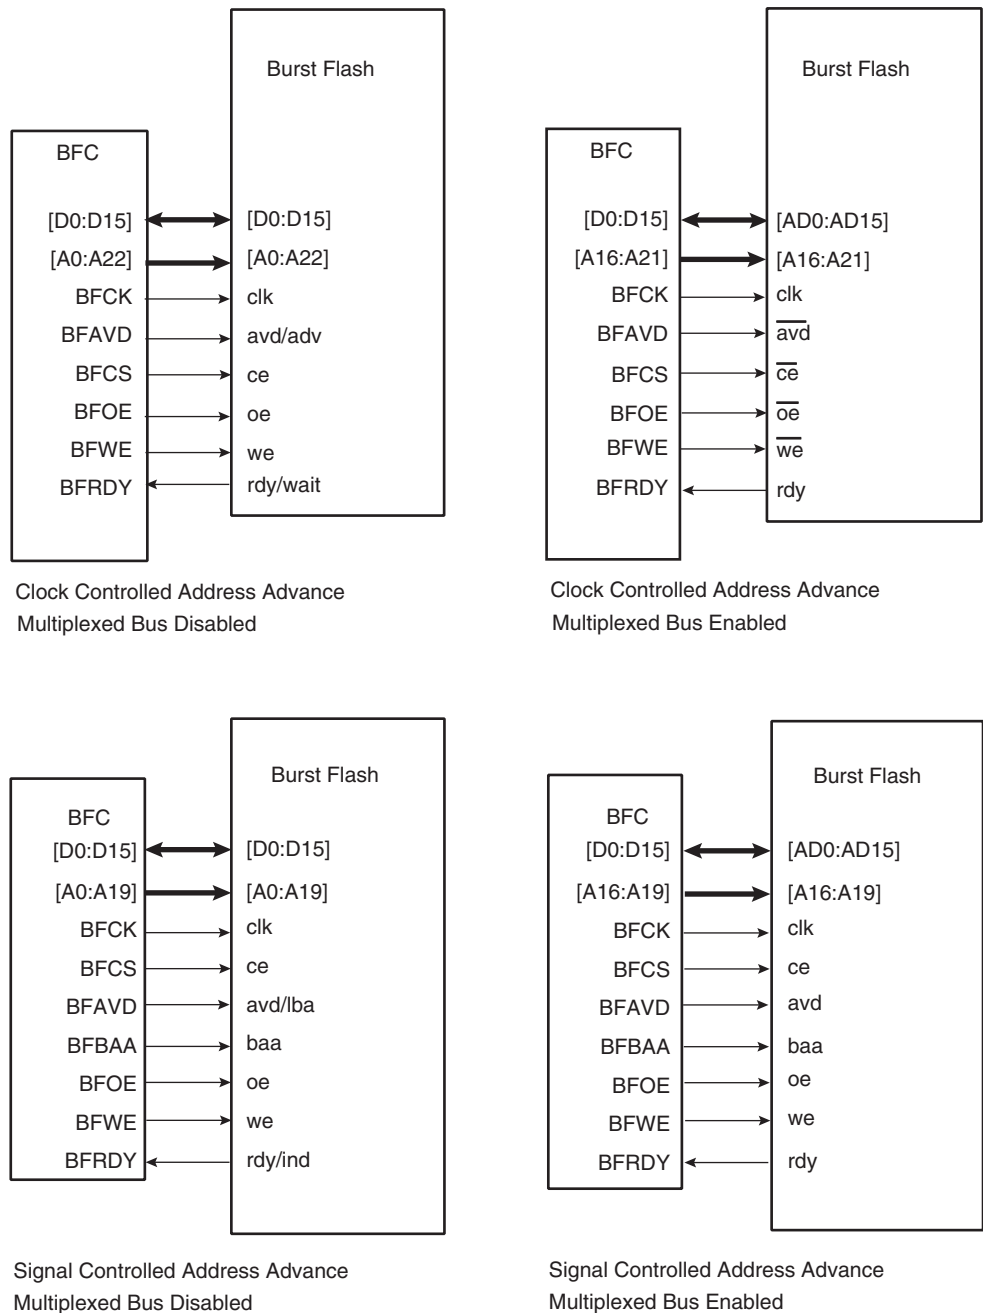 Burst Flash
BFC
[D0:D15] [D0:D15]
[A0:A22] [A0:A22]
BFCK clk
BFAVD avd/adv
BFCS ce
BFOE oe
BFWE we
BFRDY rdy/wait
Clock Controlled Address Advance
Multiplexed Bus Disabled
Burst Flash
BFC
[D0:D15] [AD0:AD15]
[A16:A21] [A16:A21]
BFCK clk
BFAVD a̅v̅d̅
BFCS c̅e̅
BFOE o̅e̅
BFWE w̅e̅
BFRDY rdy
Clock Controlled Address Advance
Multiplexed Bus Enabled
Burst Flash
BFC
[D0:D15] [D0:D15]
[A0:A19] [A0:A19]
BFCK clk
BFCS ce
BFAVD avd/lba
BFBAA baa
BFOE oe
BFWE we
BFRDY rdy/ind
Signal Controlled Address Advance
Multiplexed Bus Disabled
Burst Flash
BFC
[D0:D15] [AD0:AD15]
[A16:A19] [A16:A19]
BFCK clk
BFCS ce
BFAVD avd
BFBAA baa
BFOE oe
BFWE we
BFRDY rdy
Signal Controlled Address Advance
Multiplexed Bus Enabled